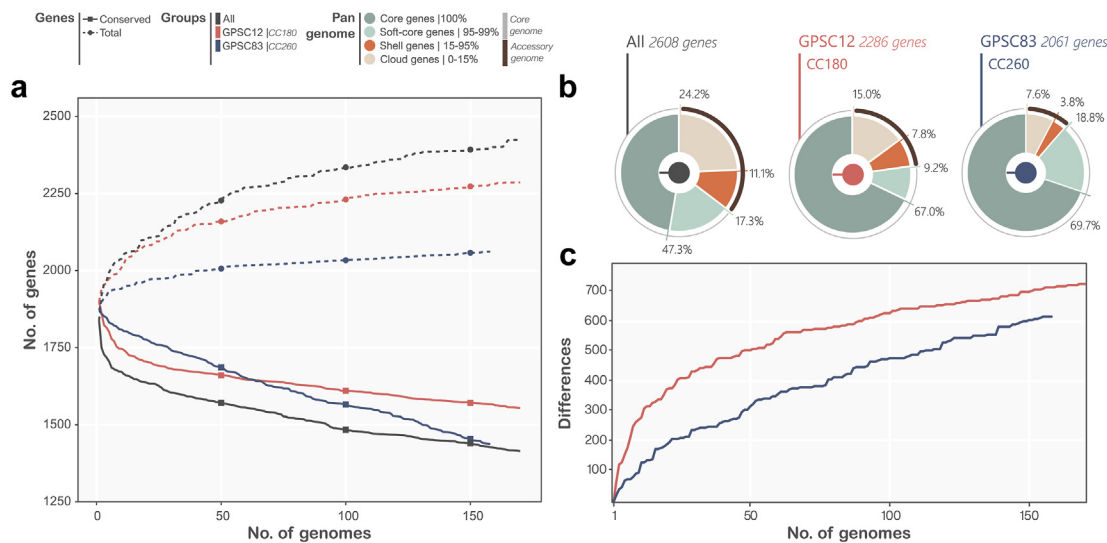 Genes
Conserved
Total
Groups
All
GPSC12 |CC180
GPSC83 |CC260
Pan
genome
Core genes |100%
Soft-core genes | 95-99%
Shell genes | 15-95%
Cloud genes | 0-15%
Core
genome
Accessory
genome
a
2500
2250
2000
1750
1500
1250
No. of genes
0
50
100
150
No. of genomes
b
All 2608 genes
24.2%
11.1%
17.3%
47.3%
GPSC12 2286 genes
CC180
15.0%
7.8%
9.2%
67.0%
GPSC83 2061 genes
CC260
7.6%
3.8%
18.8%
69.7%
c
700
600
500
400
300
200
100
Differences
1
50
100
150
No. of genomes